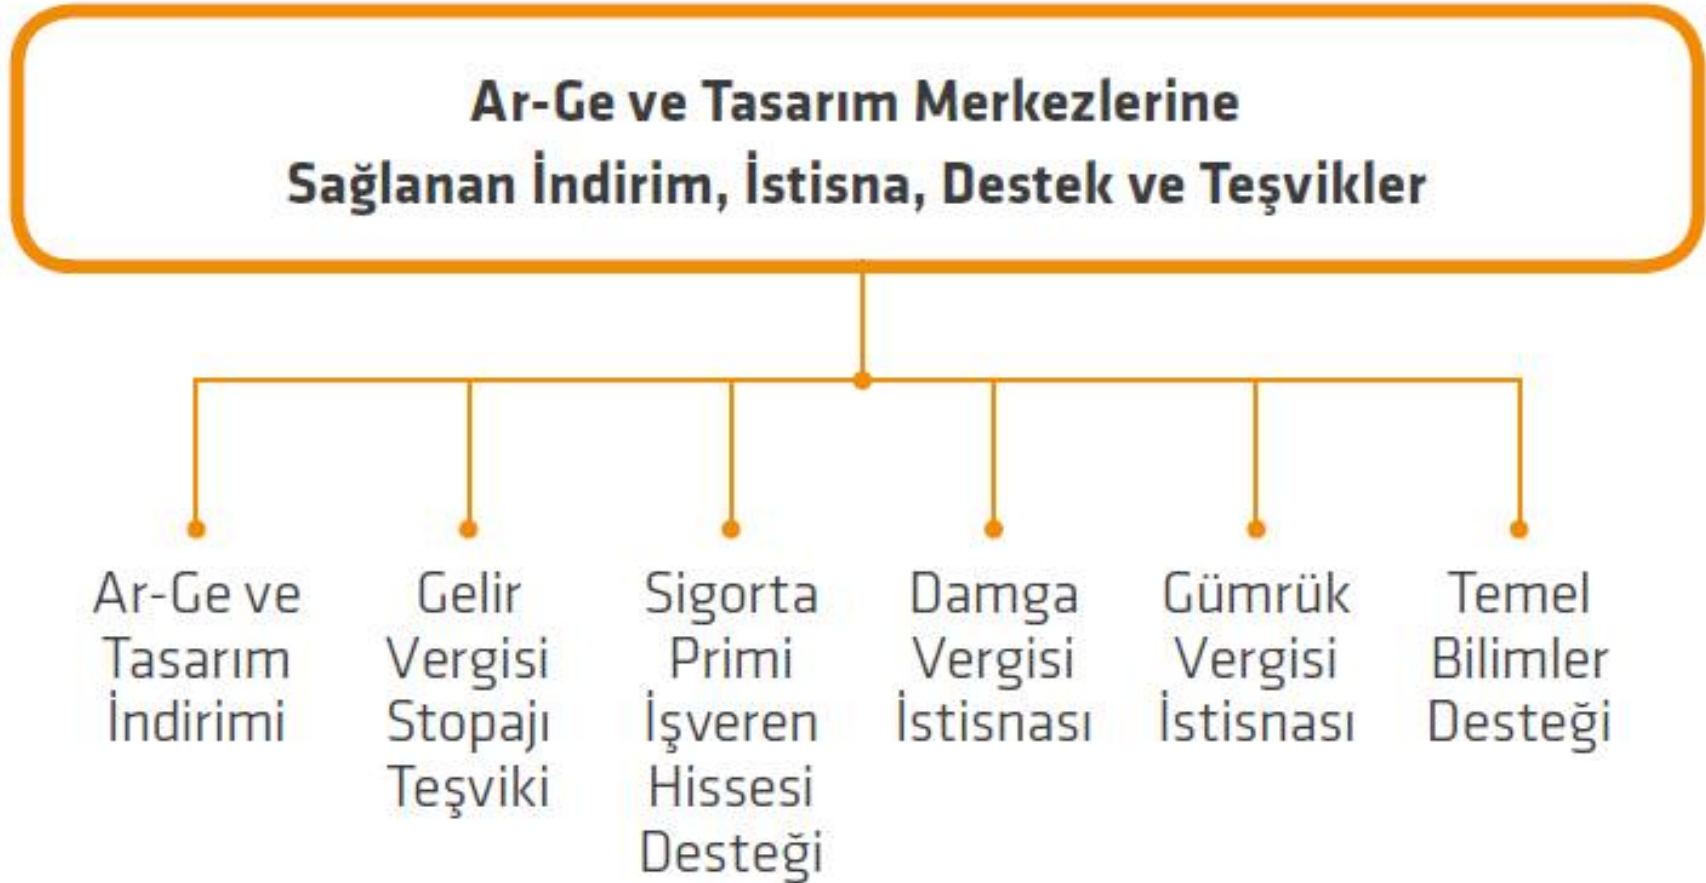 Ar-Ge ve Tasarım Merkezlerine
Sağlanan İndirim, İstisna, Destek ve Teşvikler
Ar-Ge ve
Tasarım
İndirimi
Gelir
Vergisi
Stopajı
Teşviki
Sigorta
Primi
İşveren
Hissesi
Desteği
Damga
Vergisi
İstisnası
Gümrük
Vergisi
İstisnası
Temel
Bilimler
Desteği